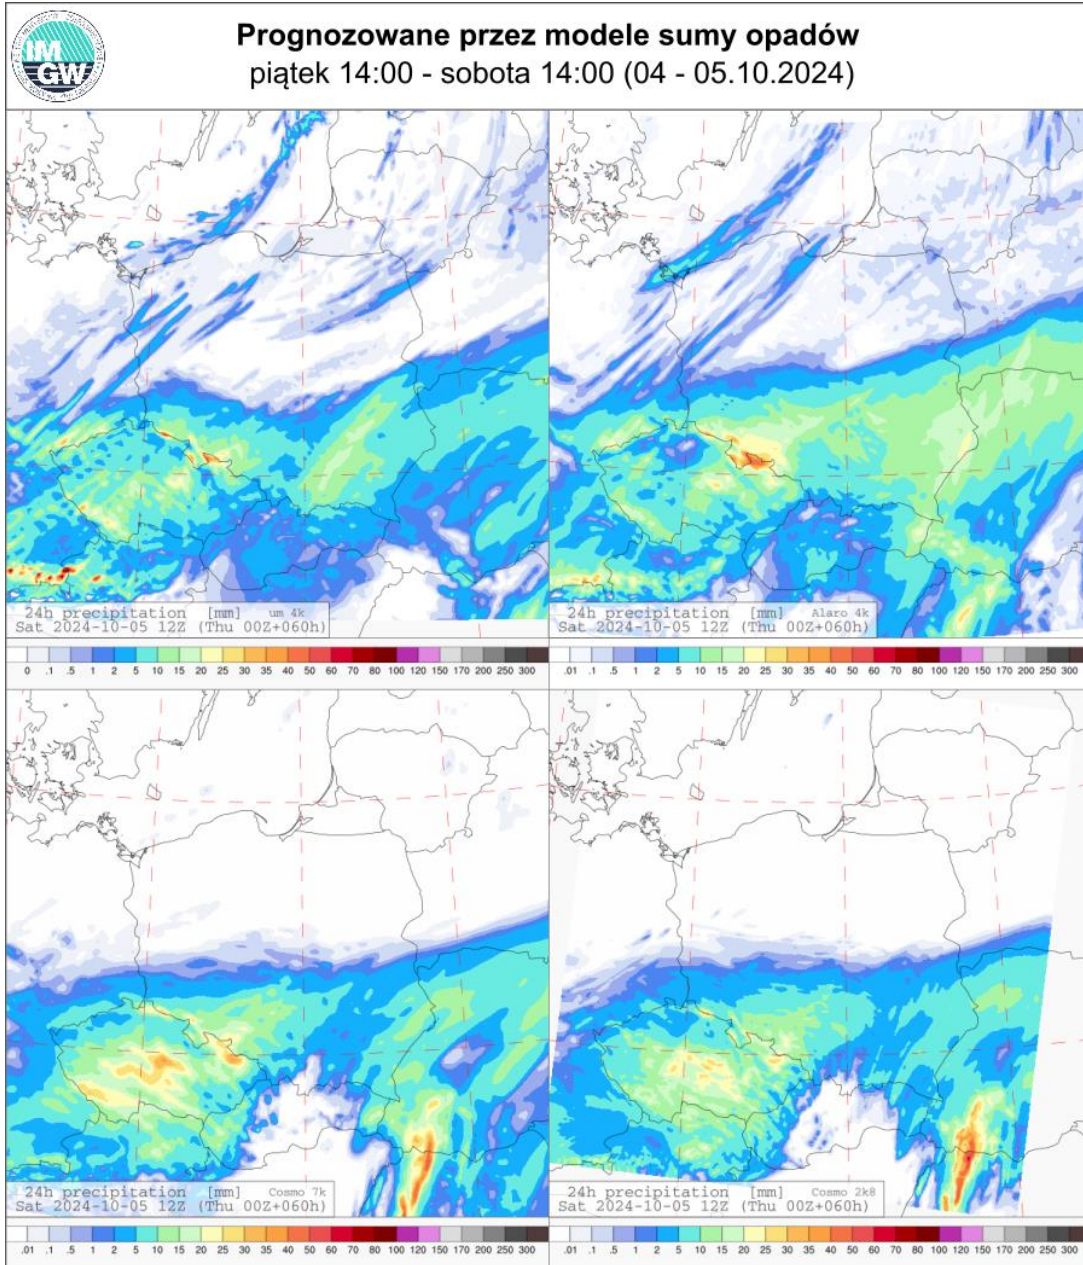 IM
GW
Prognozowane przez modele sumy opadów
piątek 14:00 - sobota 14:00 (04 - 05.10.2024)
24h precipitation [mm] um 4k
Sat 2024-10-05 12Z (Thu 00Z+060h)
0 .1 .5 1 2 5 10 15 20 25 30 35 40 50 60 70 80 100 120 150 170 200 250 300
24h precipitation [mm] Alaro 4k
Sat 2024-10-05 12Z (Thu 00Z+060h)
.01 .1 .5 1 2 5 10 15 20 25 30 35 40 50 60 70 80 100 120 150 170 200 250 300
24h precipitation [mm] Cosmo 7k
Sat 2024-10-05 12Z (Thu 00Z+060h)
.01 .1 .5 1 2 5 10 15 20 25 30 35 40 50 60 70 80 100 120 150 170 200 250 300
24h precipitation [mm] Cosmo 2k8
Sat 2024-10-05 12Z (Thu 00Z+060h)
.01 .1 .5 1 2 5 10 15 20 25 30 35 40 50 60 70 80 100 120 150 170 200 250 300